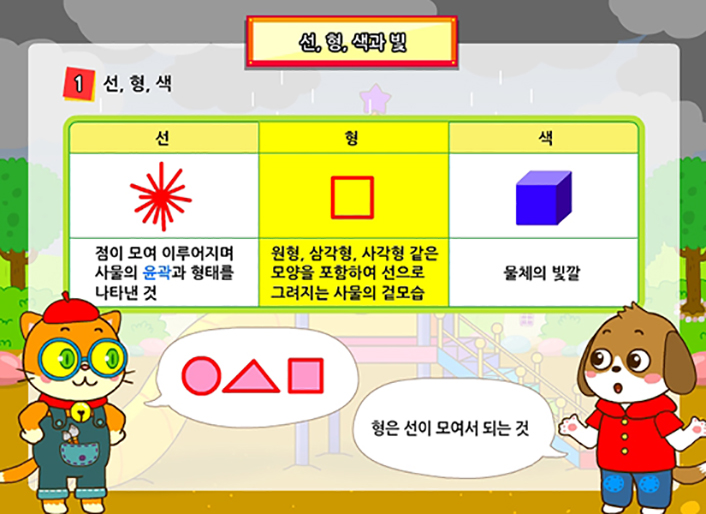 선, 형, 색과 빛
1 선, 형, 색
선 형 색
점이 모여 이루어지며
사물의 윤곽과 형태를
나타낸 것
원형, 삼각형, 사각형 같은
모양을 포함하여 선으로
그려지는 사물의 겉모습
물체의 빛깔
형은 선이 모여서 되는 것